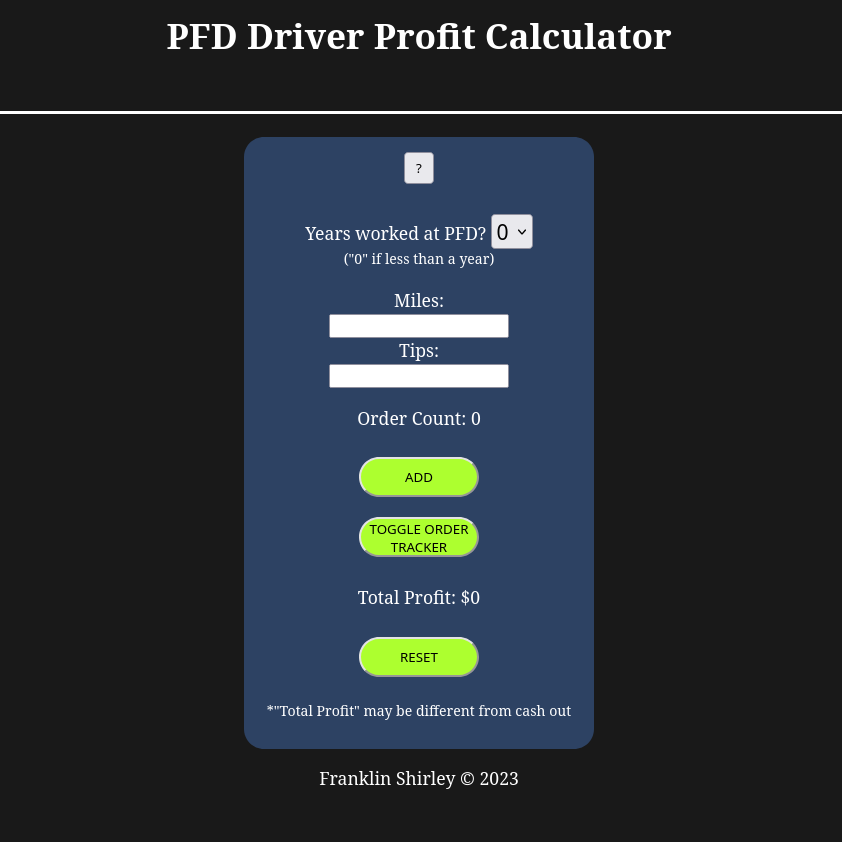 PFD Driver Profit Calculator
?
Years worked at PFD? 0
("0" if less than a year)
Miles:
Tips:
Order Count: 0
ADD
TOGGLE ORDER
TRACKER
Total Profit: $0
RESET
*"Total Profit" may be different from cash out
Franklin Shirley © 2023